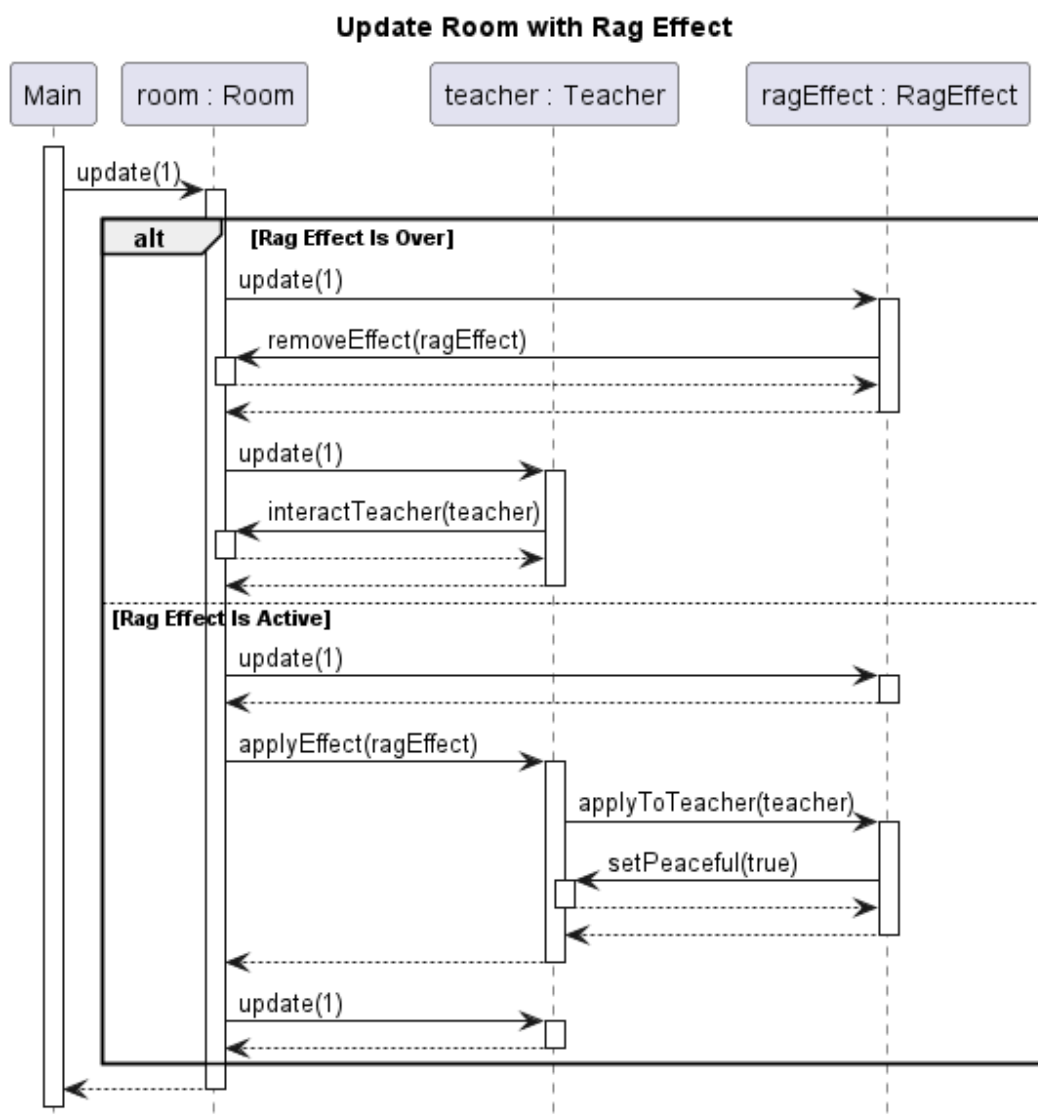 Update Room with Rag Effect
Main
room : Room
teacher : Teacher
ragEffect : RagEffect
update(1)
alt
[Rag Effect Is Over]
update(1)
removeEffect(ragEffect)
update(1)
interactTeacher(teacher)
[Rag Effect Is Active]
update(1)
applyEffect(ragEffect)
applyToTeacher(teacher)
setPeaceful(true)
update(1)